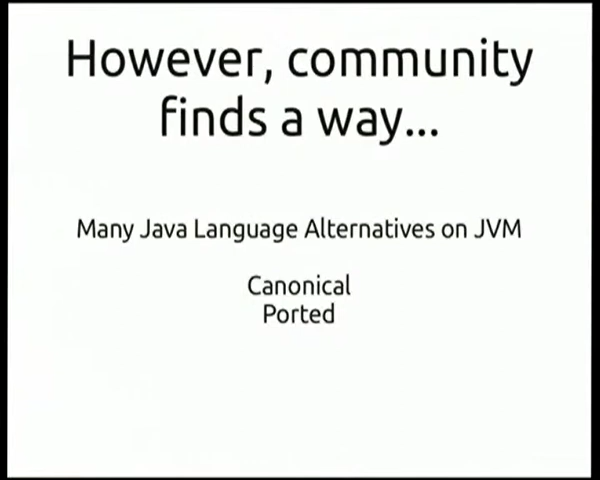 However, community
finds a way...
Many Java Language Alternatives on JVM
Canonical
Ported